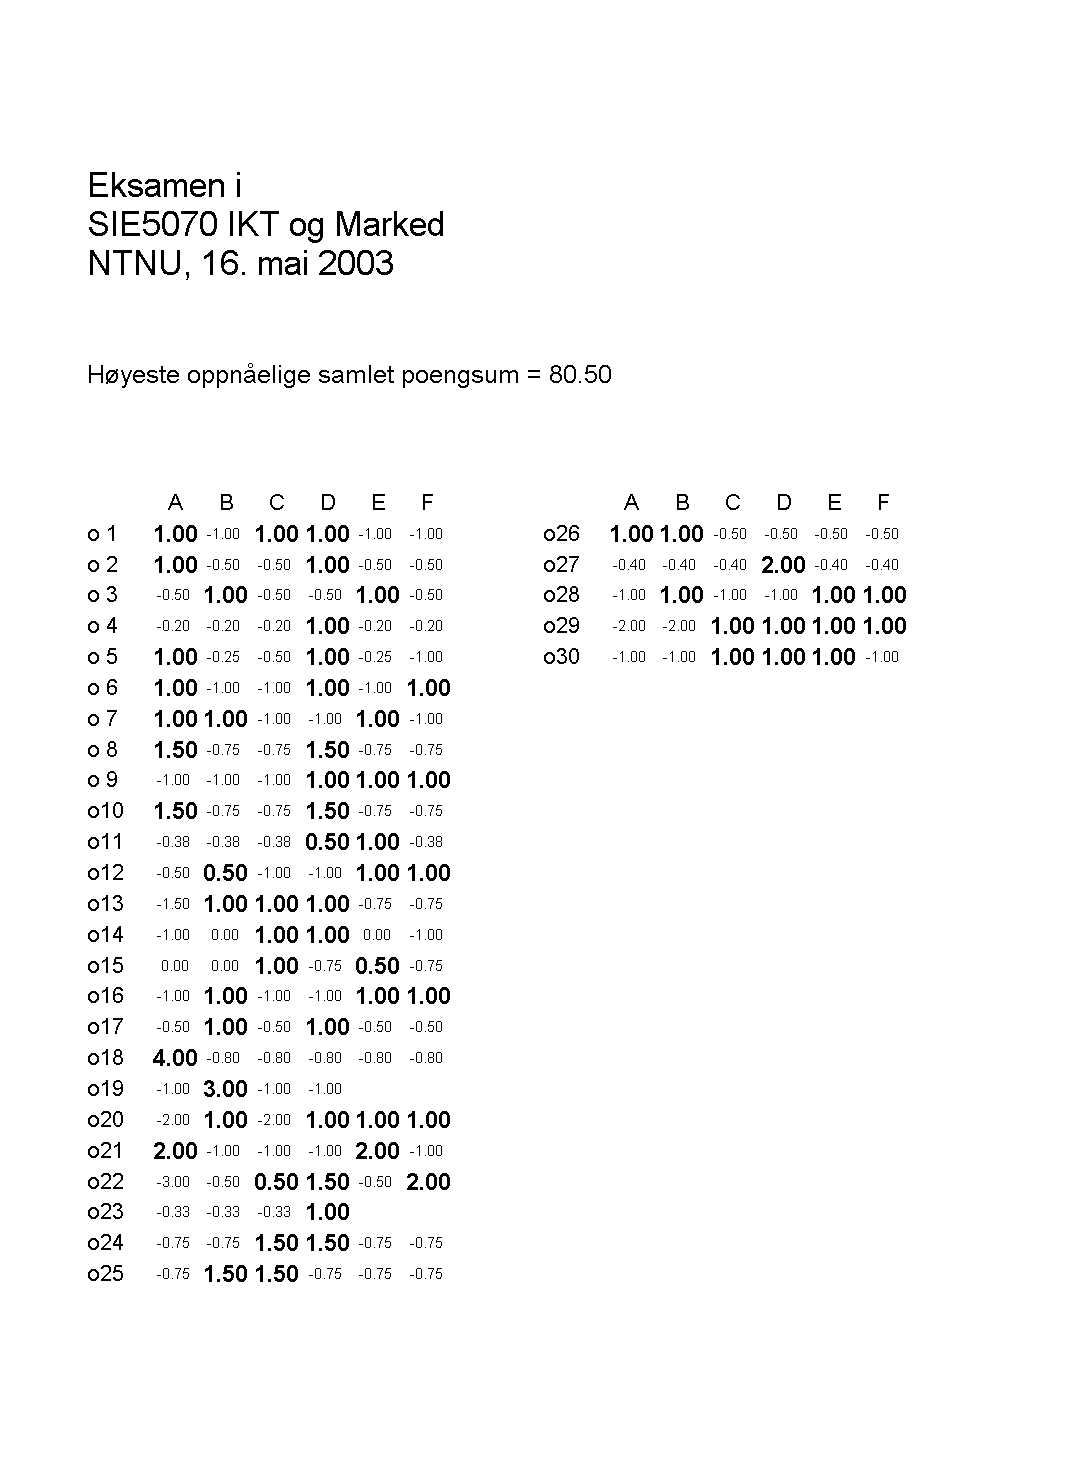 Eksamen i
SIE5070 IKT og Marked
NTNU, 16. mai 2003
Høyeste oppnåelige samlet poengsum = 80.50
A B C D E F
o 1 1.00 -1.00 1.00 1.00 -1.00 -1.00
o 2 1.00 -0.50 -0.50 1.00 -0.50 -0.50
o 3 -0.50 1.00 -0.50 -0.50 1.00 -0.50
o 4 -0.20 -0.20 -0.20 1.00 -0.20 -0.20
o 5 1.00 -0.25 -0.50 1.00 -0.25 -1.00
o 6 1.00 -1.00 -1.00 1.00 -1.00 1.00
o 7 1.00 1.00 -1.00 -1.00 1.00 -1.00
o 8 1.50 -0.75 -0.75 1.50 -0.75 -0.75
o 9 -1.00 -1.00 -1.00 1.00 1.00 1.00
o10 1.50 -0.75 -0.75 1.50 -0.75 -0.75
o11 -0.38 -0.38 -0.38 0.50 1.00 -0.38
o12 -0.50 0.50 -1.00 -1.00 1.00 1.00
o13 -1.50 1.00 1.00 1.00 -0.75 -0.75
o14 -1.00 0.00 1.00 1.00 0.00 -1.00
o15 0.00 0.00 1.00 -0.75 0.50 -0.75
o16 -1.00 1.00 -1.00 -1.00 1.00 1.00
o17 -0.50 1.00 -0.50 1.00 -0.50 -0.50
o18 4.00 -0.80 -0.80 -0.80 -0.80 -0.80
o19 -1.00 3.00 -1.00 -1.00
o20 -2.00 1.00 -2.00 1.00 1.00 1.00
o21 2.00 -1.00 -1.00 -1.00 2.00 -1.00
o22 -3.00 -0.50 0.50 1.50 -0.50 2.00
o23 -0.33 -0.33 -0.33 1.00
o24 -0.75 -0.75 1.50 1.50 -0.75 -0.75
o25 -0.75 1.50 1.50 -0.75 -0.75 -0.75
A B C D E F
o26 1.00 1.00 -0.50 -0.50 -0.50 -0.50
o27 -0.40 -0.40 -0.40 2.00 -0.40 -0.40
o28 -1.00 1.00 -1.00 -1.00 1.00 1.00
o29 -2.00 -2.00 1.00 1.00 1.00 1.00
o30 -1.00 -1.00 1.00 1.00 1.00 -1.00